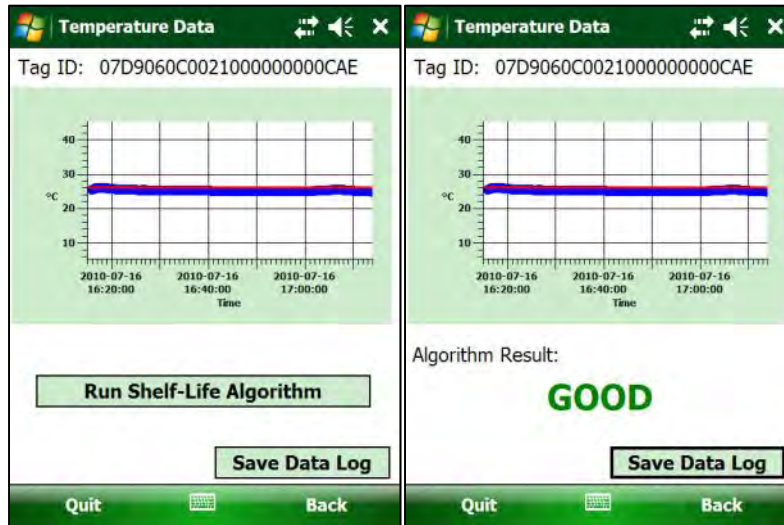 Temperature Data
Tag ID: 07D9060C0021000000000CAE
40
30
°C
20
10
2010-07-16 2010-07-16 2010-07-16
16:20:00 16:40:00 17:00:00
Time
Run Shelf-Life Algorithm
Save Data Log
Quit Back
Temperature Data
Tag ID: 07D9060C0021000000000CAE
40
30
°C
20
10
2010-07-16 2010-07-16 2010-07-16
16:20:00 16:40:00 17:00:00
Time
Algorithm Result:
GOOD
Save Data Log
Quit Back